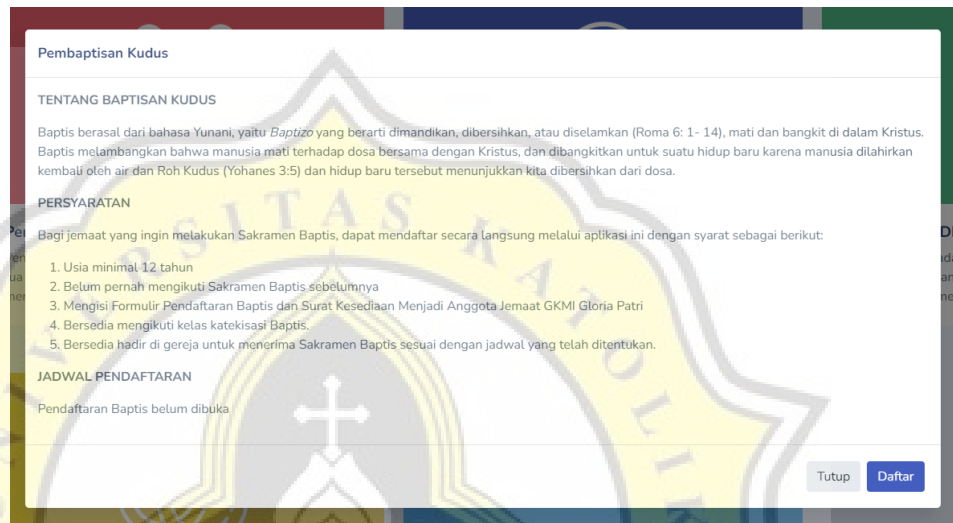 Pembaptisan Kudus
TENTANG BAPTISAN KUDUS
Baptis berasal dari bahasa Yunani, yaitu Baptizo yang berarti dimandikan, dibersihkan, atau diselamkan (Roma 6: 1- 14), mati dan bangkit di dalam Kristus.
Baptis melambangkan bahwa manusia mati terhadap dosa bersama dengan Kristus, dan dibangkitkan untuk suatu hidup baru karena manusia dilahirkan
kembali oleh air dan Roh Kudus (Yohanes 3:5) dan hidup baru tersebut menunjukkan kita dibersihkan dari dosa.
PERSYARATAN
Bagi jemaat yang ingin melakukan Sakramen Baptis, dapat mendaftar secara langsung melalui aplikasi ini dengan syarat sebagai berikut:
1. Usia minimal 12 tahun
2. Belum pernah mengikuti Sakramen Baptis sebelumnya
3. Mengisi Formulir Pendaftaran Baptis dan Surat Kesediaan Menjadi Anggota Jemaat GKMI Gloria Patri
4. Bersedia mengikuti kelas katekisasi Baptis.
5. Bersedia hadir di gereja untuk menerima Sakramen Baptis sesuai dengan jadwal yang telah ditentukan.
JADWAL PENDAFTARAN
Pendaftaran Baptis belum dibuka
Tutup Daftar